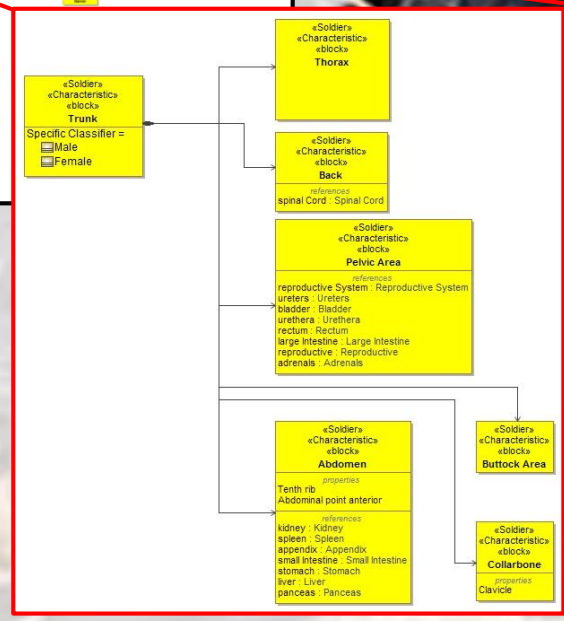 «Soldier»
«Characteristic»
«block»
Trunk
Specific Classifier =
Male
Female
«Soldier»
«Characteristic»
«block»
Thorax
«Soldier»
«Characteristic»
«block»
Back
references
spinal Cord : Spinal Cord
«Soldier»
«Characteristic»
«block»
Pelvic Area
references
reproductive System : Reproductive System
ureters : Ureters
bladder : Bladder
urethera : Urethera
rectum : Rectum
large Intestine : Large Intestine
reproductive : Reproductive
adrenals : Adrenals
«Soldier»
«Characteristic»
«block»
Abdomen
properties
Tenth rib
Abdominal point anterior
references
kidney : Kidney
spleen : Spleen
appendix : Appendix
small Intestine : Small Intestine
stomach : Stomach
liver : Liver
panceas : Panceas
«Soldier»
«Characteristic»
«block»
Buttock Area
«Soldier»
«Characteristic»
«block»
Collarbone
properties
Clavicle